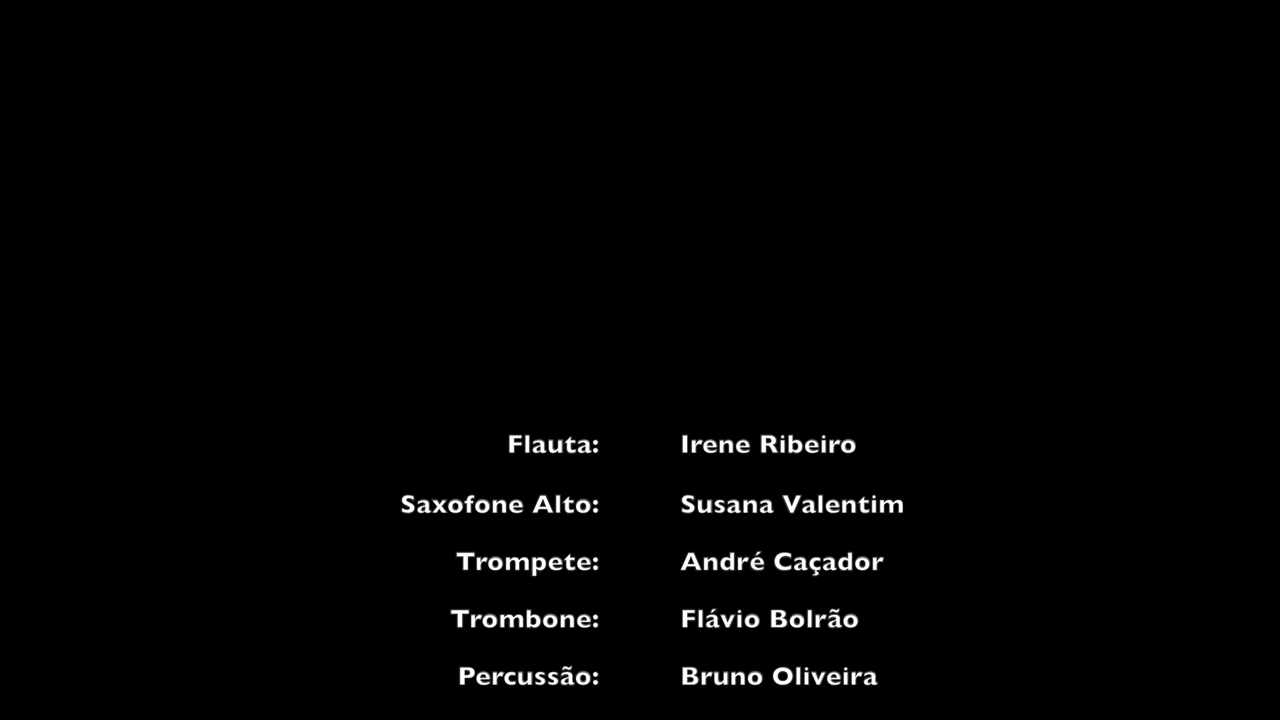 Flauta: Irene Ribeiro
Saxofone Alto: Susana Valentim
Trompete: André Caçador
Trombone: Flávio Bolrão
Percussão: Bruno Oliveira